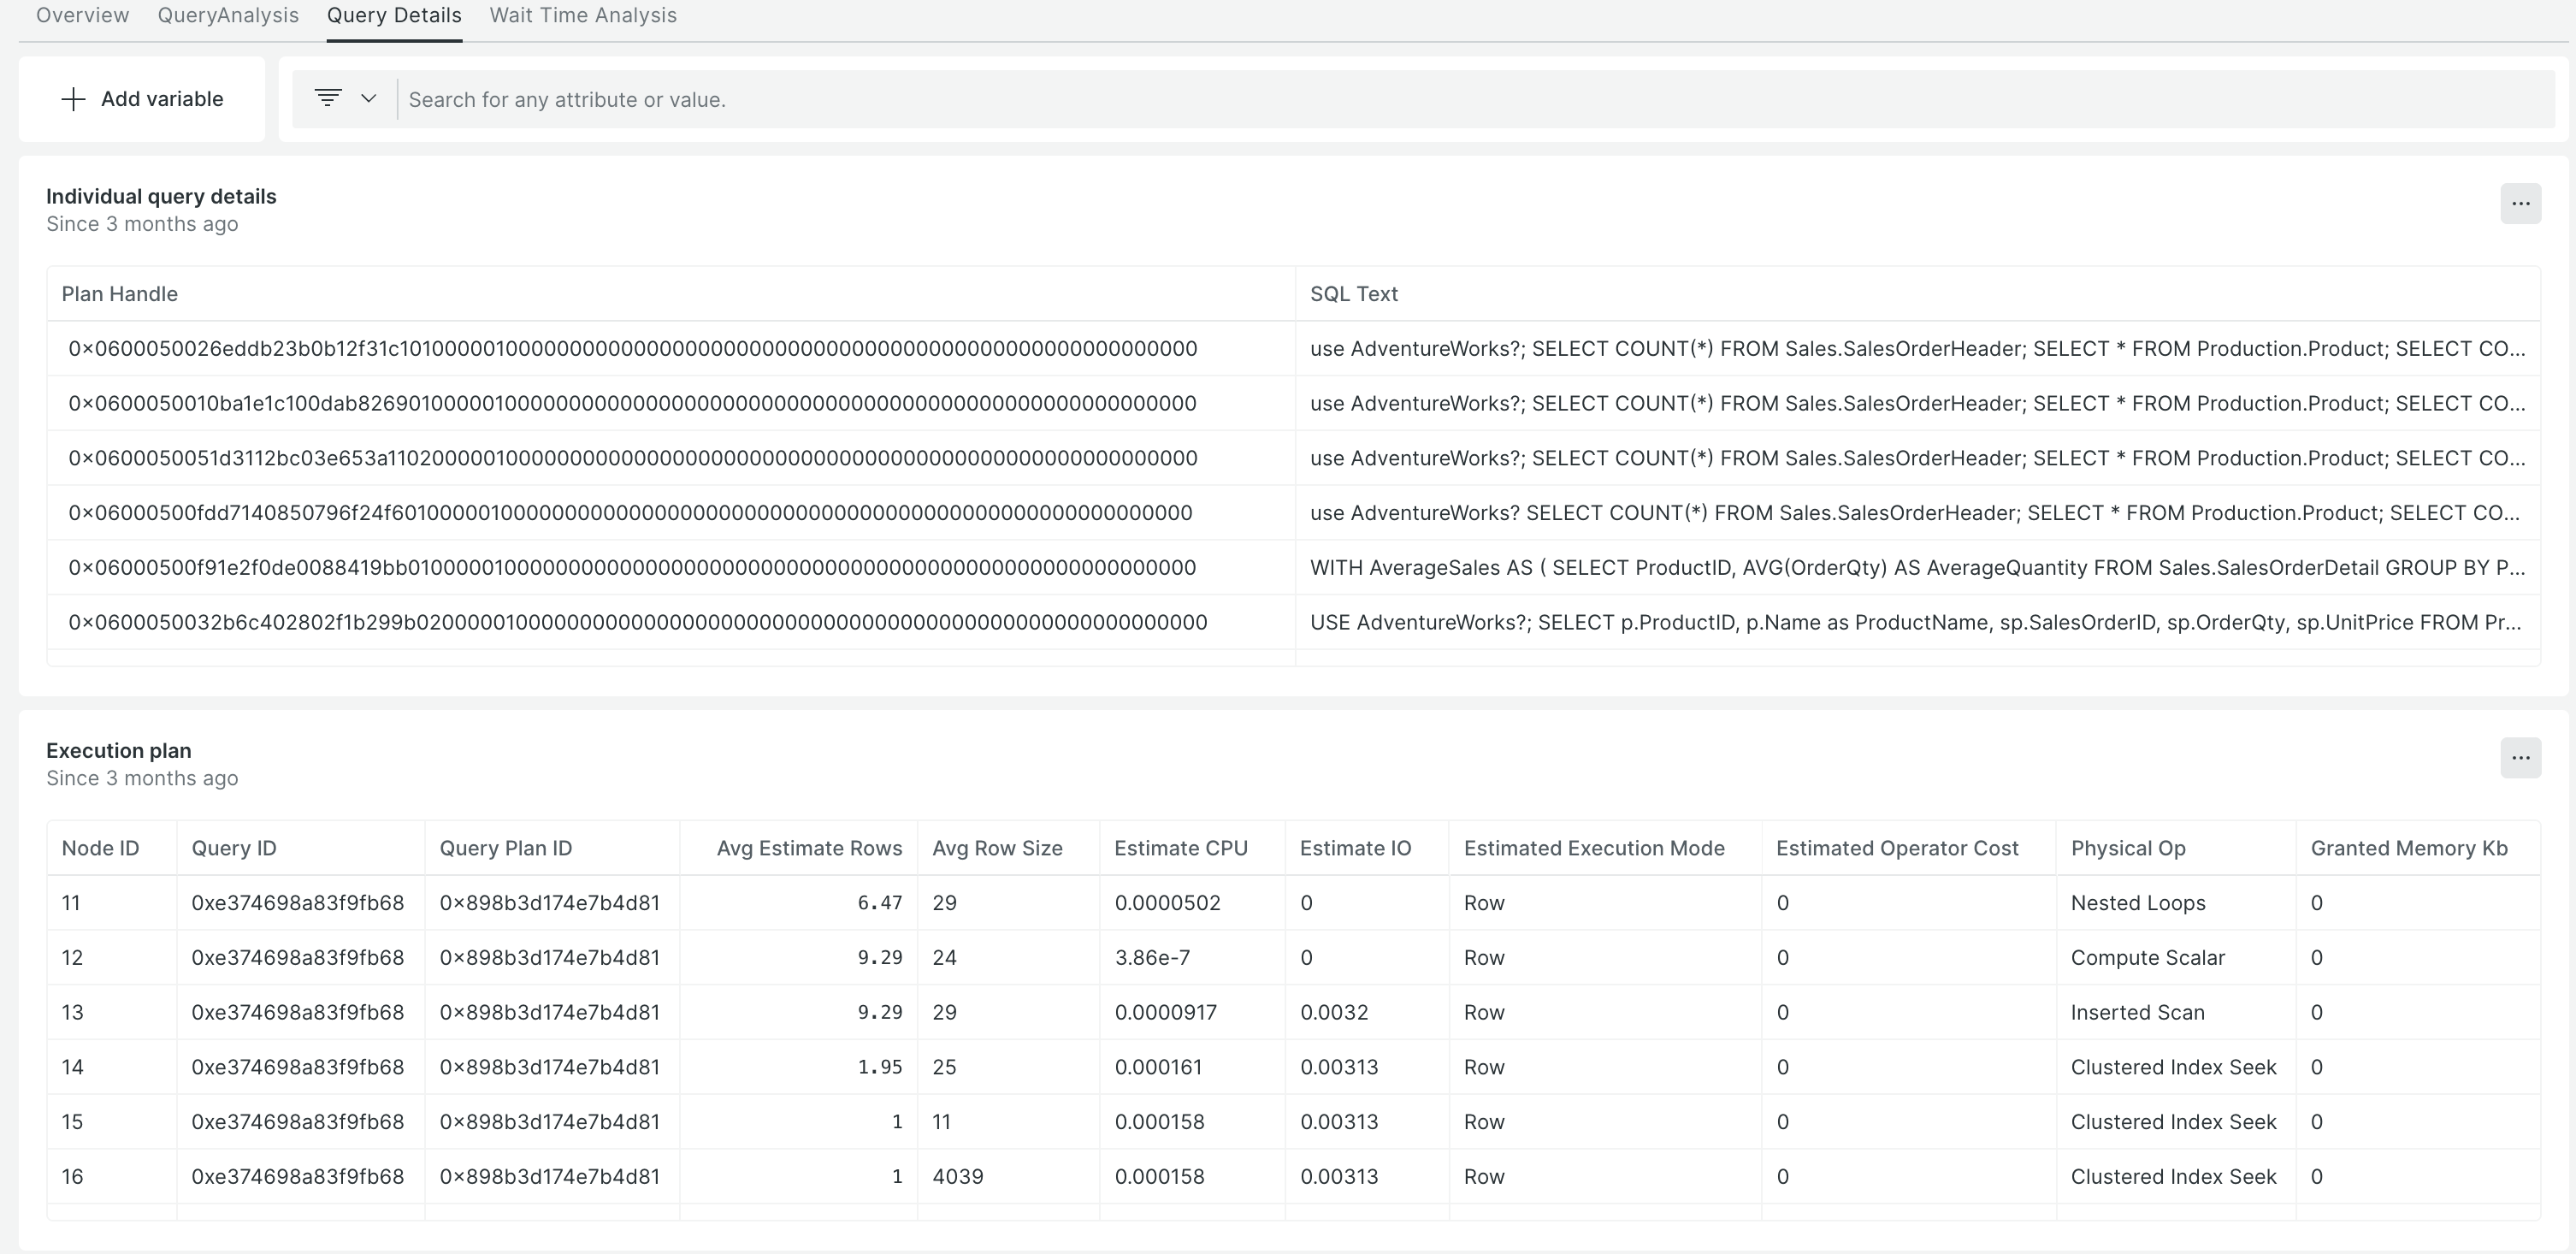 Overview QueryAnalysis Query Details Wait Time Analysis
Add variable Search for any attribute or value.
Individual query details
Since 3 months ago
Plan Handle SQL Text
use AdventureWorks?; SELECT COUNT(*) FROM Sales.SalesOrderHeader; SELECT * FROM Production.Product; SELECT CO...
use AdventureWorks?; SELECT COUNT(*) FROM Sales.SalesOrderHeader; SELECT * FROM Production.Product; SELECT CO...
use AdventureWorks?; SELECT COUNT(*) FROM Sales.SalesOrderHeader; SELECT * FROM Production.Product; SELECT CO...
use AdventureWorks? SELECT COUNT(*) FROM Sales.SalesOrderHeader; SELECT * FROM Production.Product; SELECT CO...
WITH AverageSales AS ( SELECT ProductID, AVG(OrderQty) AS AverageQuantity FROM Sales.SalesOrderDetail GROUP BY P...
USE AdventureWorks?; SELECT p.ProductID, p.Name as ProductName, sp.SalesOrderID, sp.OrderQty, sp.UnitPrice FROM Pr...
Execution plan
Since 3 months ago
Node ID Query ID Query Plan ID Avg Estimate Rows Avg Row Size Estimate CPU Estimate IO Estimated Execution Mode Estimated Operator Cost Physical Op Granted Memory Kb
11 0xe374698a83f9fb68 0x898b3d174e7b4d81 6.47 29 0.0000502 0 Row 0 Nested Loops 0
12 0xe374698a83f9fb68 0x898b3d174e7b4d81 9.29 24 3.86e-7 0 Row 0 Compute Scalar 0
13 0xe374698a83f9fb68 0x898b3d174e7b4d81 9.29 29 0.0000917 0.0032 Row 0 Inserted Scan 0
14 0xe374698a83f9fb68 0x898b3d174e7b4d81 1.95 25 0.000161 0.00313 Row 0 Clustered Index Seek 0
15 0xe374698a83f9fb68 0x898b3d174e7b4d81 1 11 0.000158 0.00313 Row 0 Clustered Index Seek 0
16 0xe374698a83f9fb68 0x898b3d174e7b4d81 1 4039 0.000158 0.00313 Row 0 Clustered Index Seek 0